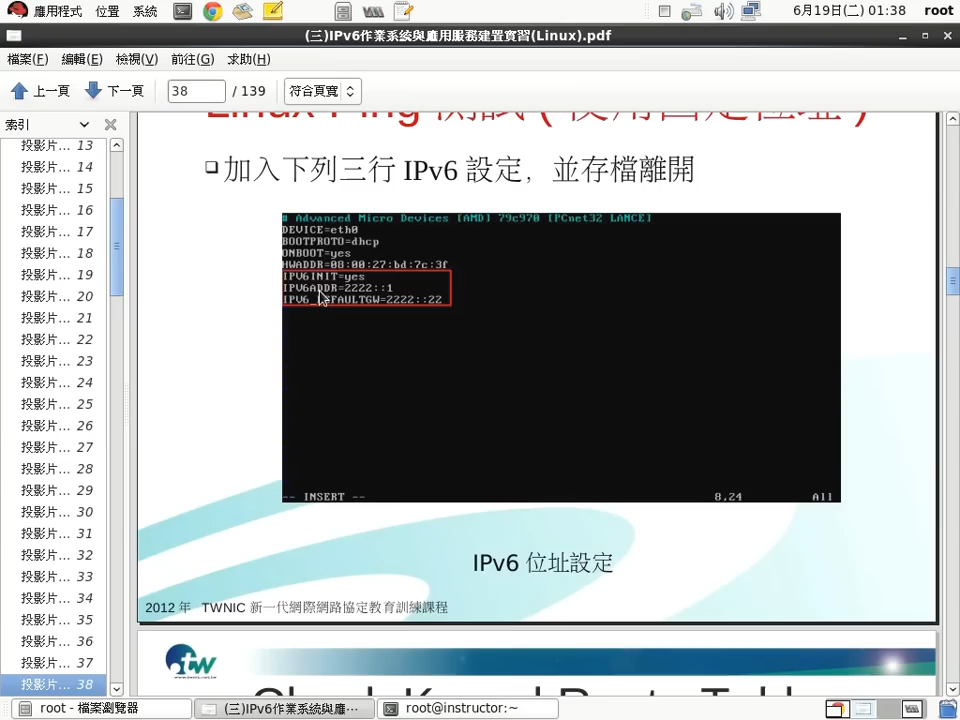 應用程式 位置 系統 6月19日(二) 01:38 root
(三)IPv6作業系統與應用服務建置實習(Linux).pdf
檔案(F) 編輯(E) 檢視(V) 前往(G) 求助(H)
上一頁 下一頁 38 / 139 符合頁寬
索引
投影片… 13
投影片… 14
投影片… 15
投影片… 16
投影片… 17
投影片… 18
投影片… 19
投影片… 20
投影片… 21
投影片… 22
投影片… 23
投影片… 24
投影片… 25
投影片… 26
投影片… 27
投影片… 28
投影片… 29
投影片… 30
投影片… 31
投影片… 32
投影片… 33
投影片… 34
投影片… 35
投影片… 36
投影片… 37
投影片… 38
Linux Ping 測試 ( 使用固定位址 )
加入下列三行 IPv6 設定，並存檔離開
# Advanced Micro Devices [AMD] 79c970 [PCnet32 LANCE]
DEVICE=eth0
BOOTPROTO=dhcp
ONBOOT=yes
HWADDR=08:00:27:bd:7c:3f
IPV6INIT=yes
IPV6ADDR=2222::1
IPV6_DEFAULTGW=2222::22
-- INSERT -- 8,24 All
IPv6 位址設定
2012 年 TWNIC 新一代網際網路協定教育訓練課程
tw
root - 檔案瀏覽器 (三)IPv6作業系統與應… root@instructor:~